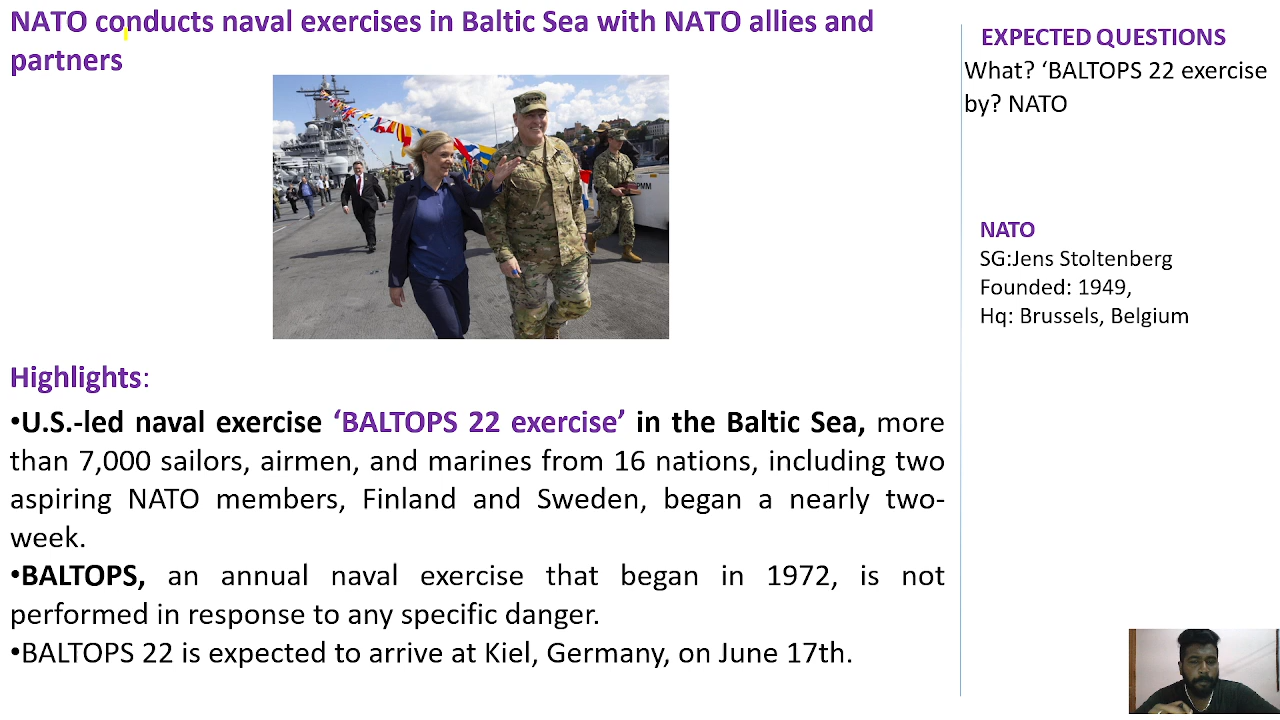 NATO conducts naval exercises in Baltic Sea with NATO allies and
partners
PMM
Highlights:
•U.S.-led naval exercise ‘BALTOPS 22 exercise’ in the Baltic Sea, more
than 7,000 sailors, airmen, and marines from 16 nations, including two
aspiring NATO members, Finland and Sweden, began a nearly two-
week.
•BALTOPS, an annual naval exercise that began in 1972, is not
performed in response to any specific danger.
•BALTOPS 22 is expected to arrive at Kiel, Germany, on June 17th.
EXPECTED QUESTIONS
What? ‘BALTOPS 22 exercise
by? NATO
NATO
SG:Jens Stoltenberg
Founded: 1949,
Hq: Brussels, Belgium